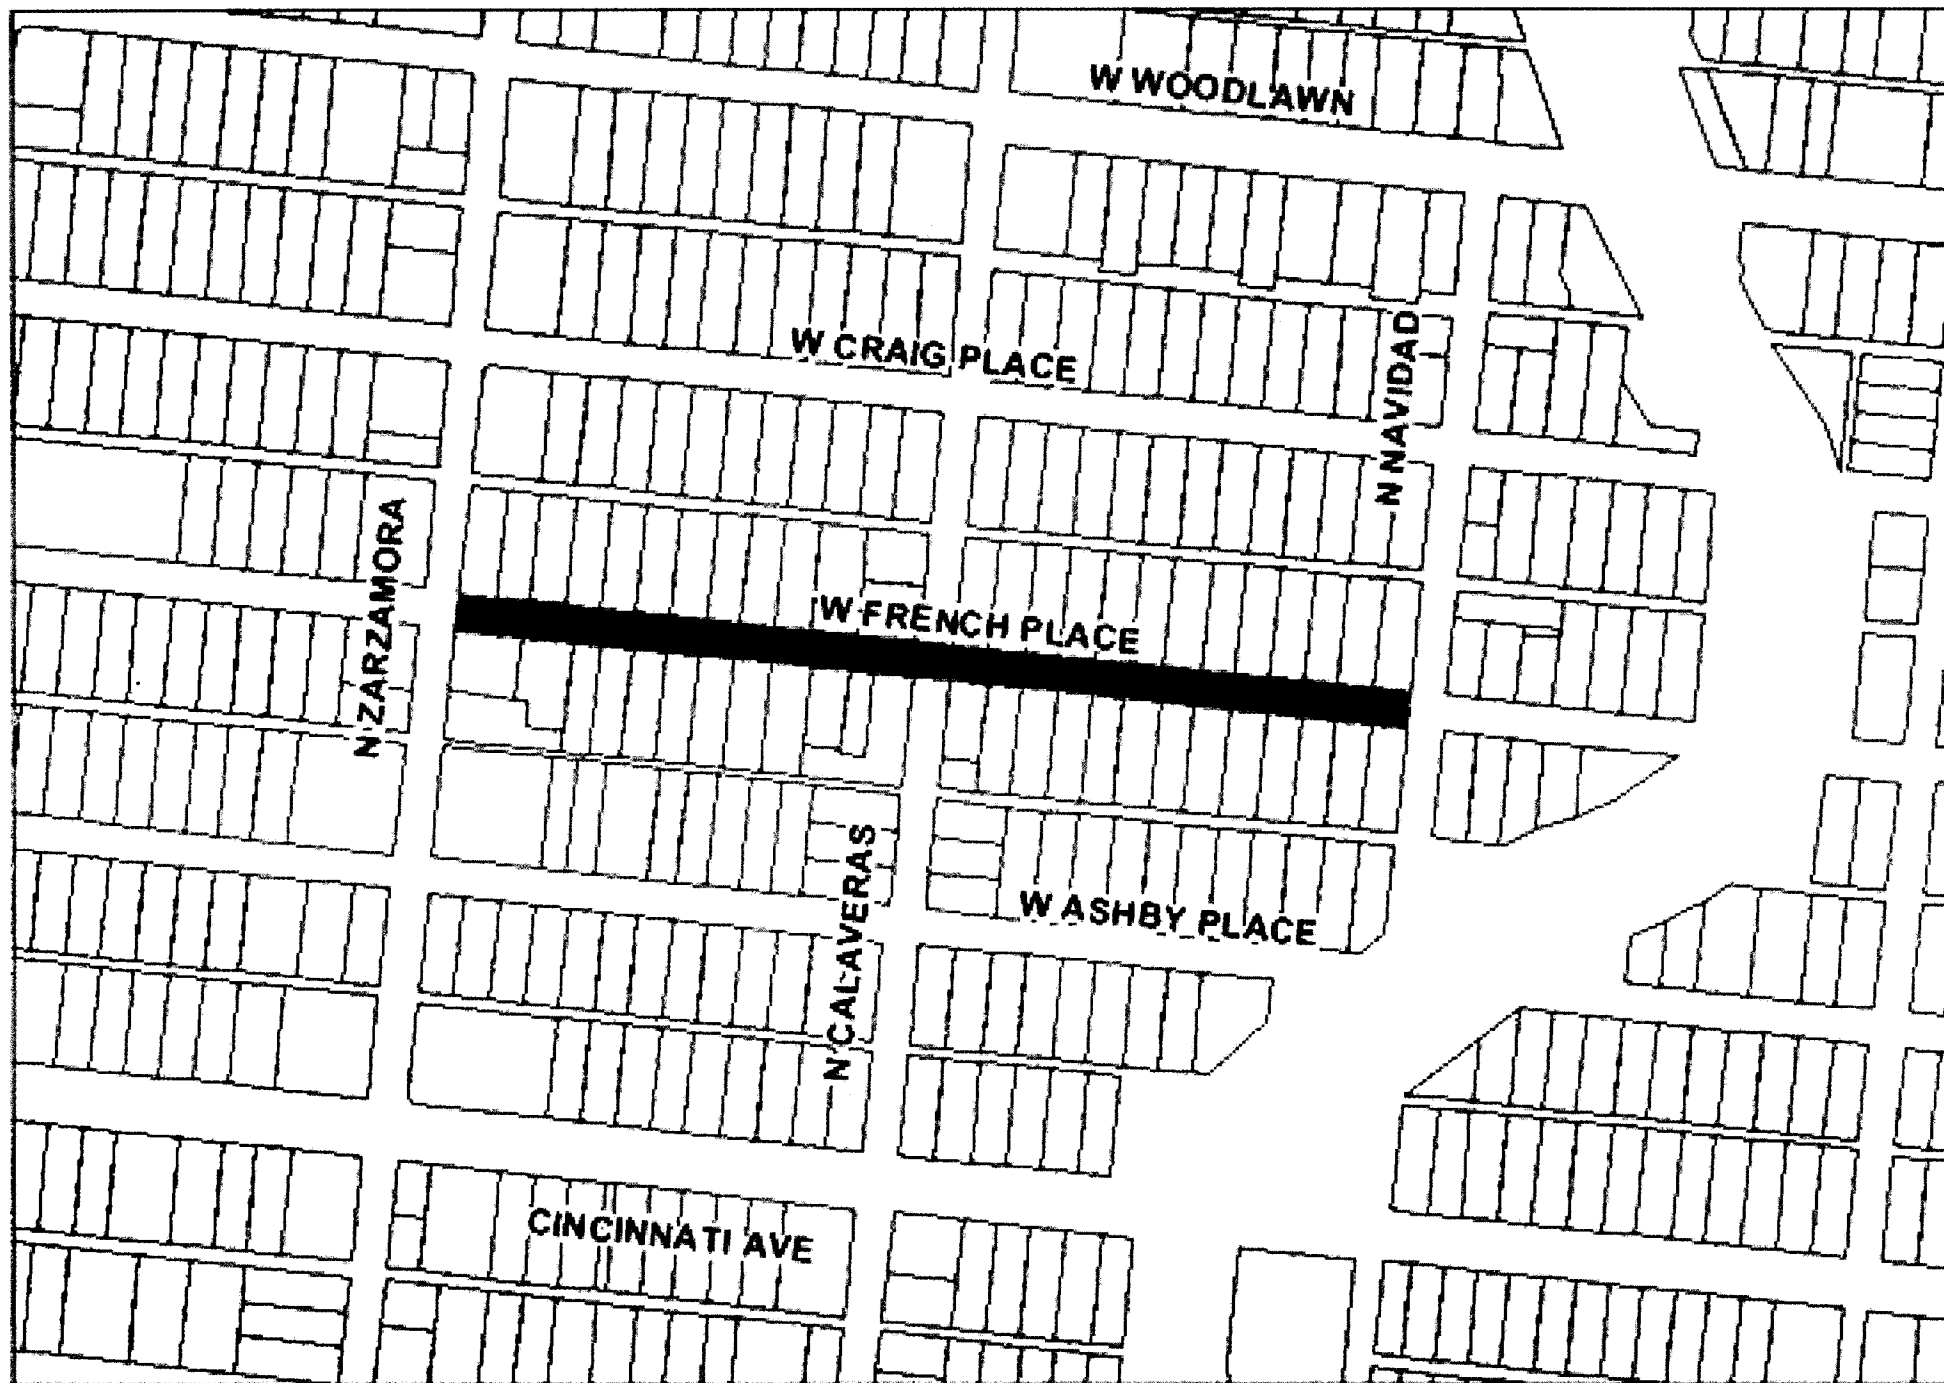 W WOODLAWN
W CRAIG PLACE
N NAVIDAD
N ZARZAMORA
W FRENCH PLACE
N CALAVERAS
W ASHBY PLACE
CINCINNATI AVE